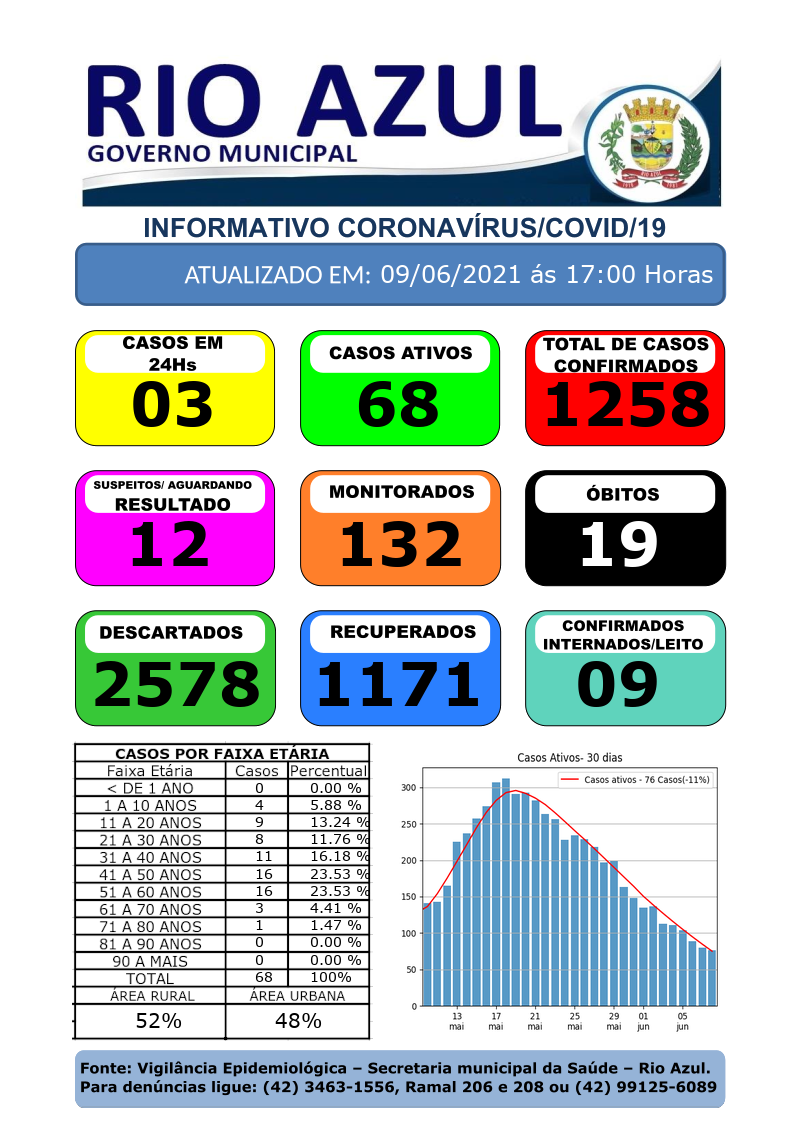 RIO AZUL
GOVERNO MUNICIPAL
RIO AZUL
INFORMATIVO CORONAVÍRUS/COVID/19
ATUALIZADO EM: 09/06/2021 ás 17:00 Horas
CASOS EM
24Hs
03
CASOS ATIVOS
68
TOTAL DE CASOS
CONFIRMADOS
1258
SUSPEITOS/ AGUARDANDO
RESULTADO
12
MONITORADOS
132
ÓBITOS
19
DESCARTADOS
2578
RECUPERADOS
1171
CONFIRMADOS
INTERNADOS/LEITO
09
CASOS POR FAIXA ETÁRIA
Faixa Etária Casos Percentual
< DE 1 ANO 0 0.00 %
1 A 10 ANOS 4 5.88 %
11 A 20 ANOS 9 13.24 %
21 A 30 ANOS 8 11.76 %
31 A 40 ANOS 11 16.18 %
41 A 50 ANOS 16 23.53 %
51 A 60 ANOS 16 23.53 %
61 A 70 ANOS 3 4.41 %
71 A 80 ANOS 1 1.47 %
81 A 90 ANOS 0 0.00 %
90 A MAIS 0 0.00 %
TOTAL 68 100%
ÁREA RURAL ÁREA URBANA
52% 48%
Casos Ativos- 30 dias
Casos ativos - 76 Casos(-11%)
300
250
200
150
100
50
0
13 17 21 25 29 01 05
mai mai mai mai mai jun jun
Fonte: Vigilância Epidemiológica – Secretaria municipal da Saúde – Rio Azul.
Para denúncias ligue: (42) 3463-1556, Ramal 206 e 208 ou (42) 99125-6089